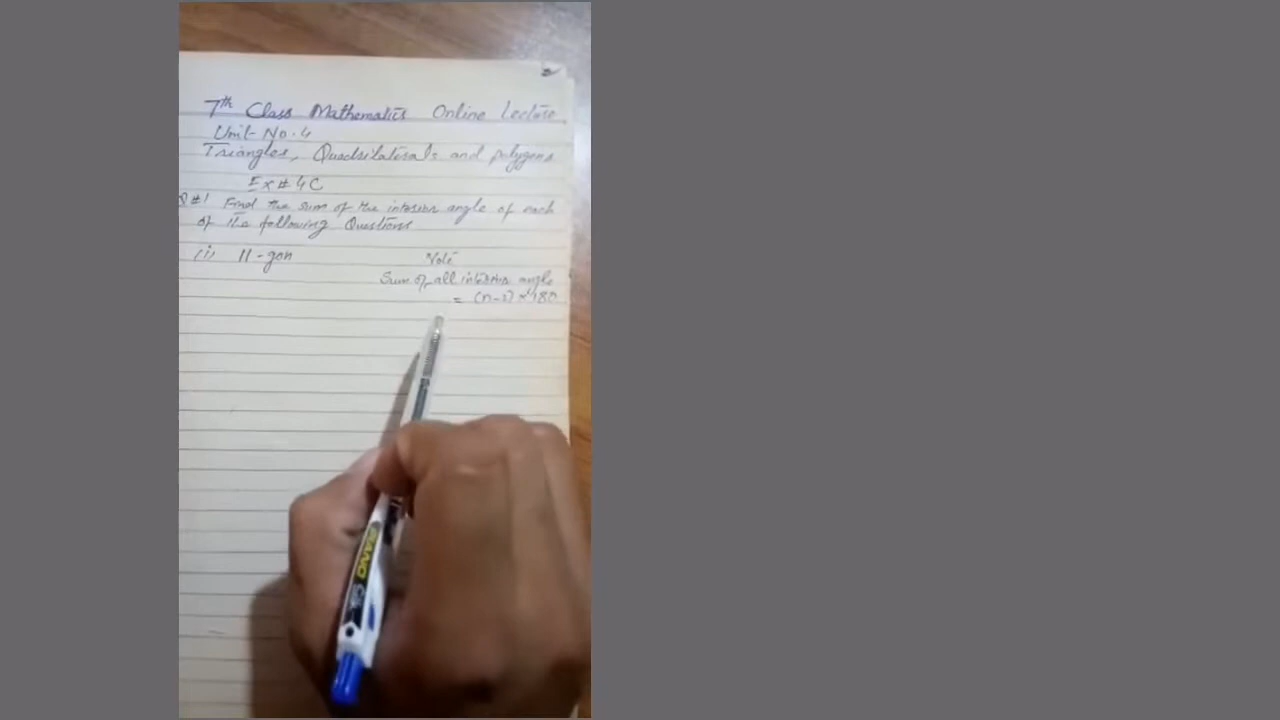 7th Class Mathematics Online Lecture
Unit No. 4
Triangles, Quadrilaterals and polygons
Ex # 4C
Q#1 Find the sum of the interior angle of each
of the following Questions
(i) 11-gon
Note
Sum of all interior angle
= (n-2) × 180
PIANO